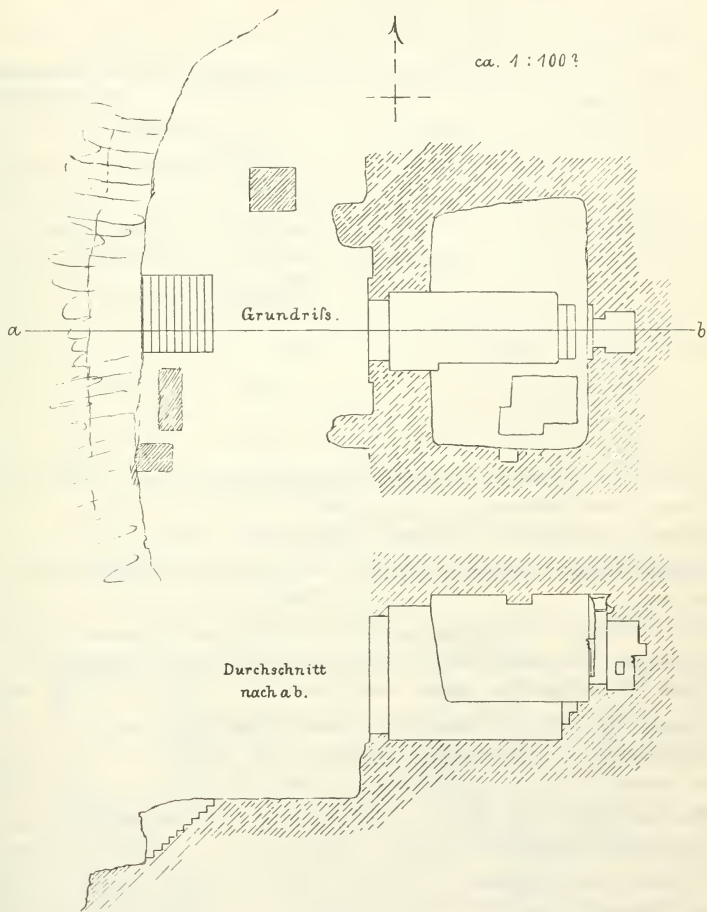 ca. 1 : 100 ?
Grundriſs.
a
b
Durchschnitt
nach ab.